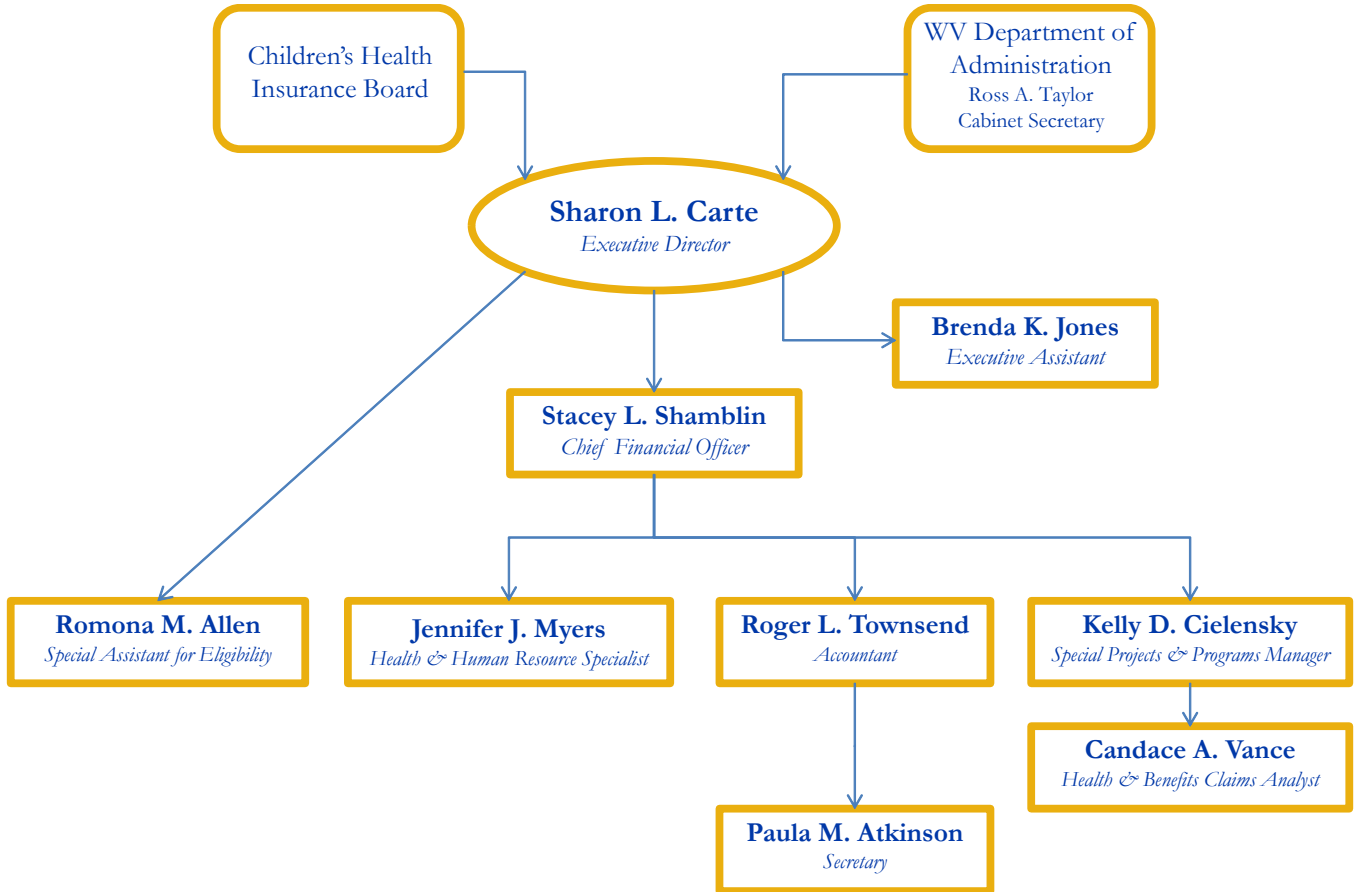 Children’s Health
Insurance Board
WV Department of
Administration
Ross A. Taylor
Cabinet Secretary
Sharon L. Carte
Executive Director
Brenda K. Jones
Executive Assistant
Stacey L. Shamblin
Chief Financial Officer
Romona M. Allen
Special Assistant for Eligibility
Jennifer J. Myers
Health & Human Resource Specialist
Roger L. Townsend
Accountant
Kelly D. Cielensky
Special Projects & Programs Manager
Candace A. Vance
Health & Benefits Claims Analyst
Paula M. Atkinson
Secretary